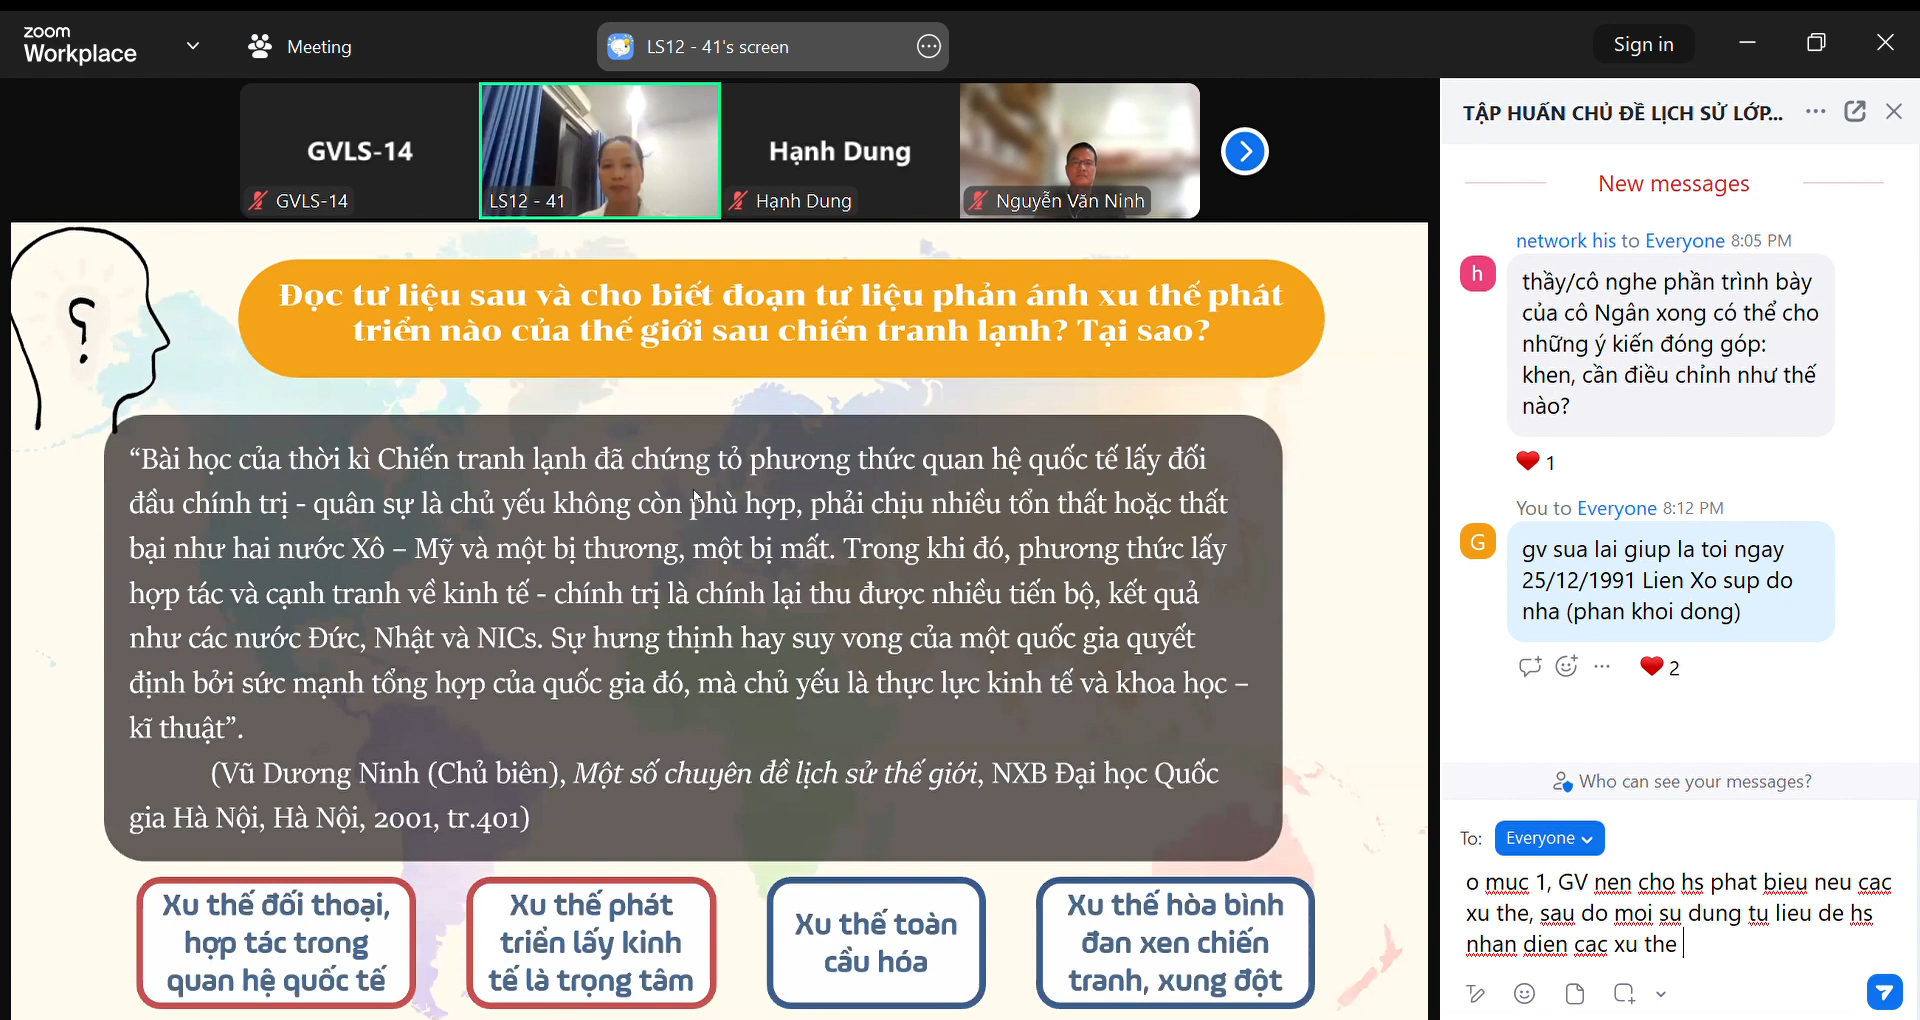 zoom
Workplace
Meeting
LS12 - 41's screen
Sign in
GVLS-14
GVLS-14
LS12 - 41
Hạnh Dung
Hạnh Dung
Nguyễn Văn Ninh
Đọc tư liệu sau và cho biết đoạn tư liệu phản ánh xu thế phát
triển nào của thế giới sau chiến tranh lạnh? Tại sao?
“Bài học của thời kì Chiến tranh lạnh đã chứng tỏ phương thức quan hệ quốc tế lấy đối
đầu chính trị - quân sự là chủ yếu không còn phù hợp, phải chịu nhiều tổn thất hoặc thất
bại như hai nước Xô – Mỹ và một bị thương, một bị mất. Trong khi đó, phương thức lấy
hợp tác và cạnh tranh về kinh tế - chính trị là chính lại thu được nhiều tiến bộ, kết quả
như các nước Đức, Nhật và NICs. Sự hưng thịnh hay suy vong của một quốc gia quyết
định bởi sức mạnh tổng hợp của quốc gia đó, mà chủ yếu là thực lực kinh tế và khoa học –
kĩ thuật”.
(Vũ Dương Ninh (Chủ biên), Một số chuyên đề lịch sử thế giới, NXB Đại học Quốc
gia Hà Nội, Hà Nội, 2001, tr.401)
Xu thế đối thoại,
hợp tác trong
quan hệ quốc tế
Xu thế phát
triển lấy kinh
tế là trọng tâm
Xu thế toàn
cầu hóa
Xu thế hòa bình
đan xen chiến
tranh, xung đột
TẬP HUẤN CHỦ ĐỀ LỊCH SỬ LỚP...
New messages
network his to Everyone 8:05 PM
h
thầy/cô nghe phần trình bày
của cô Ngân xong có thể cho
những ý kiến đóng góp:
khen, cần điều chỉnh như thế
nào?
1
You to Everyone 8:12 PM
G
gv sua lai giup la toi ngay
25/12/1991 Lien Xo sup do
nha (phan khoi dong)
2
Who can see your messages?
To: Everyone
o muc 1, GV nen cho hs phat bieu neu cac
xu the, sau do moi su dung tu lieu de hs
nhan dien cac xu the